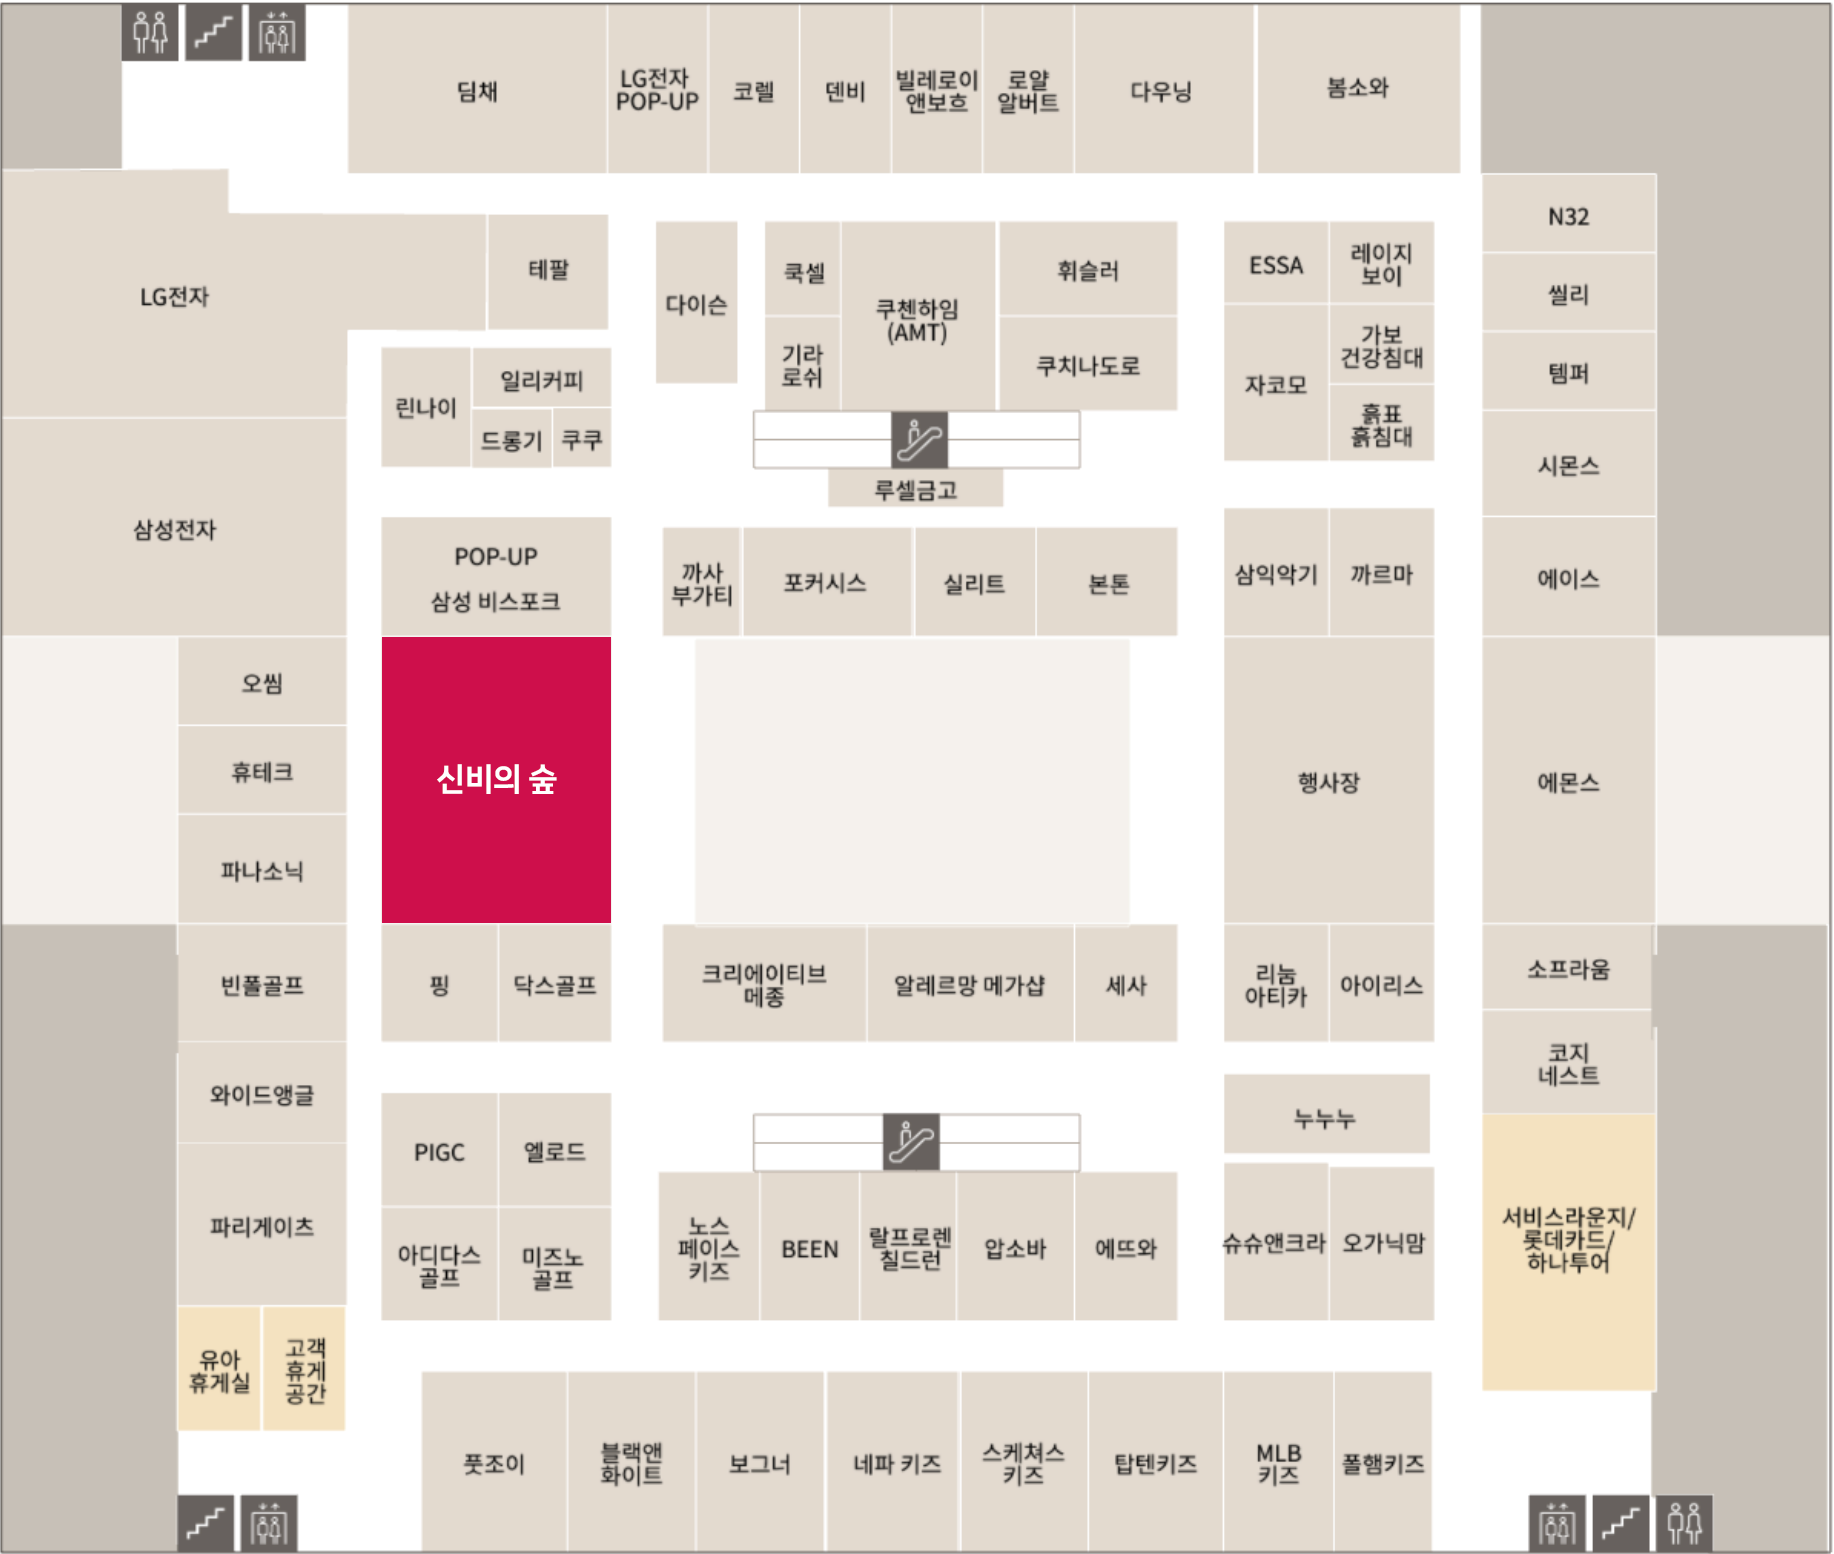 딤채
LG전자
POP-UP
코렐
덴비
빌레로이
앤보흐
로얄
알버트
다우닝
봄소와
LG전자
테팔
다이슨
쿡셀
기라
로쉬
쿠첸하임
(AMT)
휘슬러
쿠치나도로
ESSA
레이지
보이
자코모
가보
건강침대
흙표
흙침대
N32
씰리
템퍼
시몬스
에이스
린나이
일리커피
드롱기
쿠쿠
루셀금고
삼성전자
POP-UP
삼성 비스포크
까사
부가티
포커시스
실리트
본톤
삼익악기
까르마
오씸
휴테크
파나소닉
신비의 숲
행사장
에몬스
빈폴골프
핑
닥스골프
크리에이티브
메종
알레르망 메가샵
세사
리눔
아티카
아이리스
소프라움
코지
네스트
와이드앵글
파리게이츠
PIGC
엘로드
아디다스
골프
미즈노
골프
노스
페이스
키즈
BEEN
랄프로렌
칠드런
압소바
에뜨와
누누누
슈슈앤크라
오가닉맘
서비스라운지/
롯데카드/
하나투어
유아
휴게실
고객
휴게
공간
풋조이
블랙앤
화이트
보그너
네파 키즈
스케쳐스
키즈
탑텐키즈
MLB
키즈
폴햄키즈